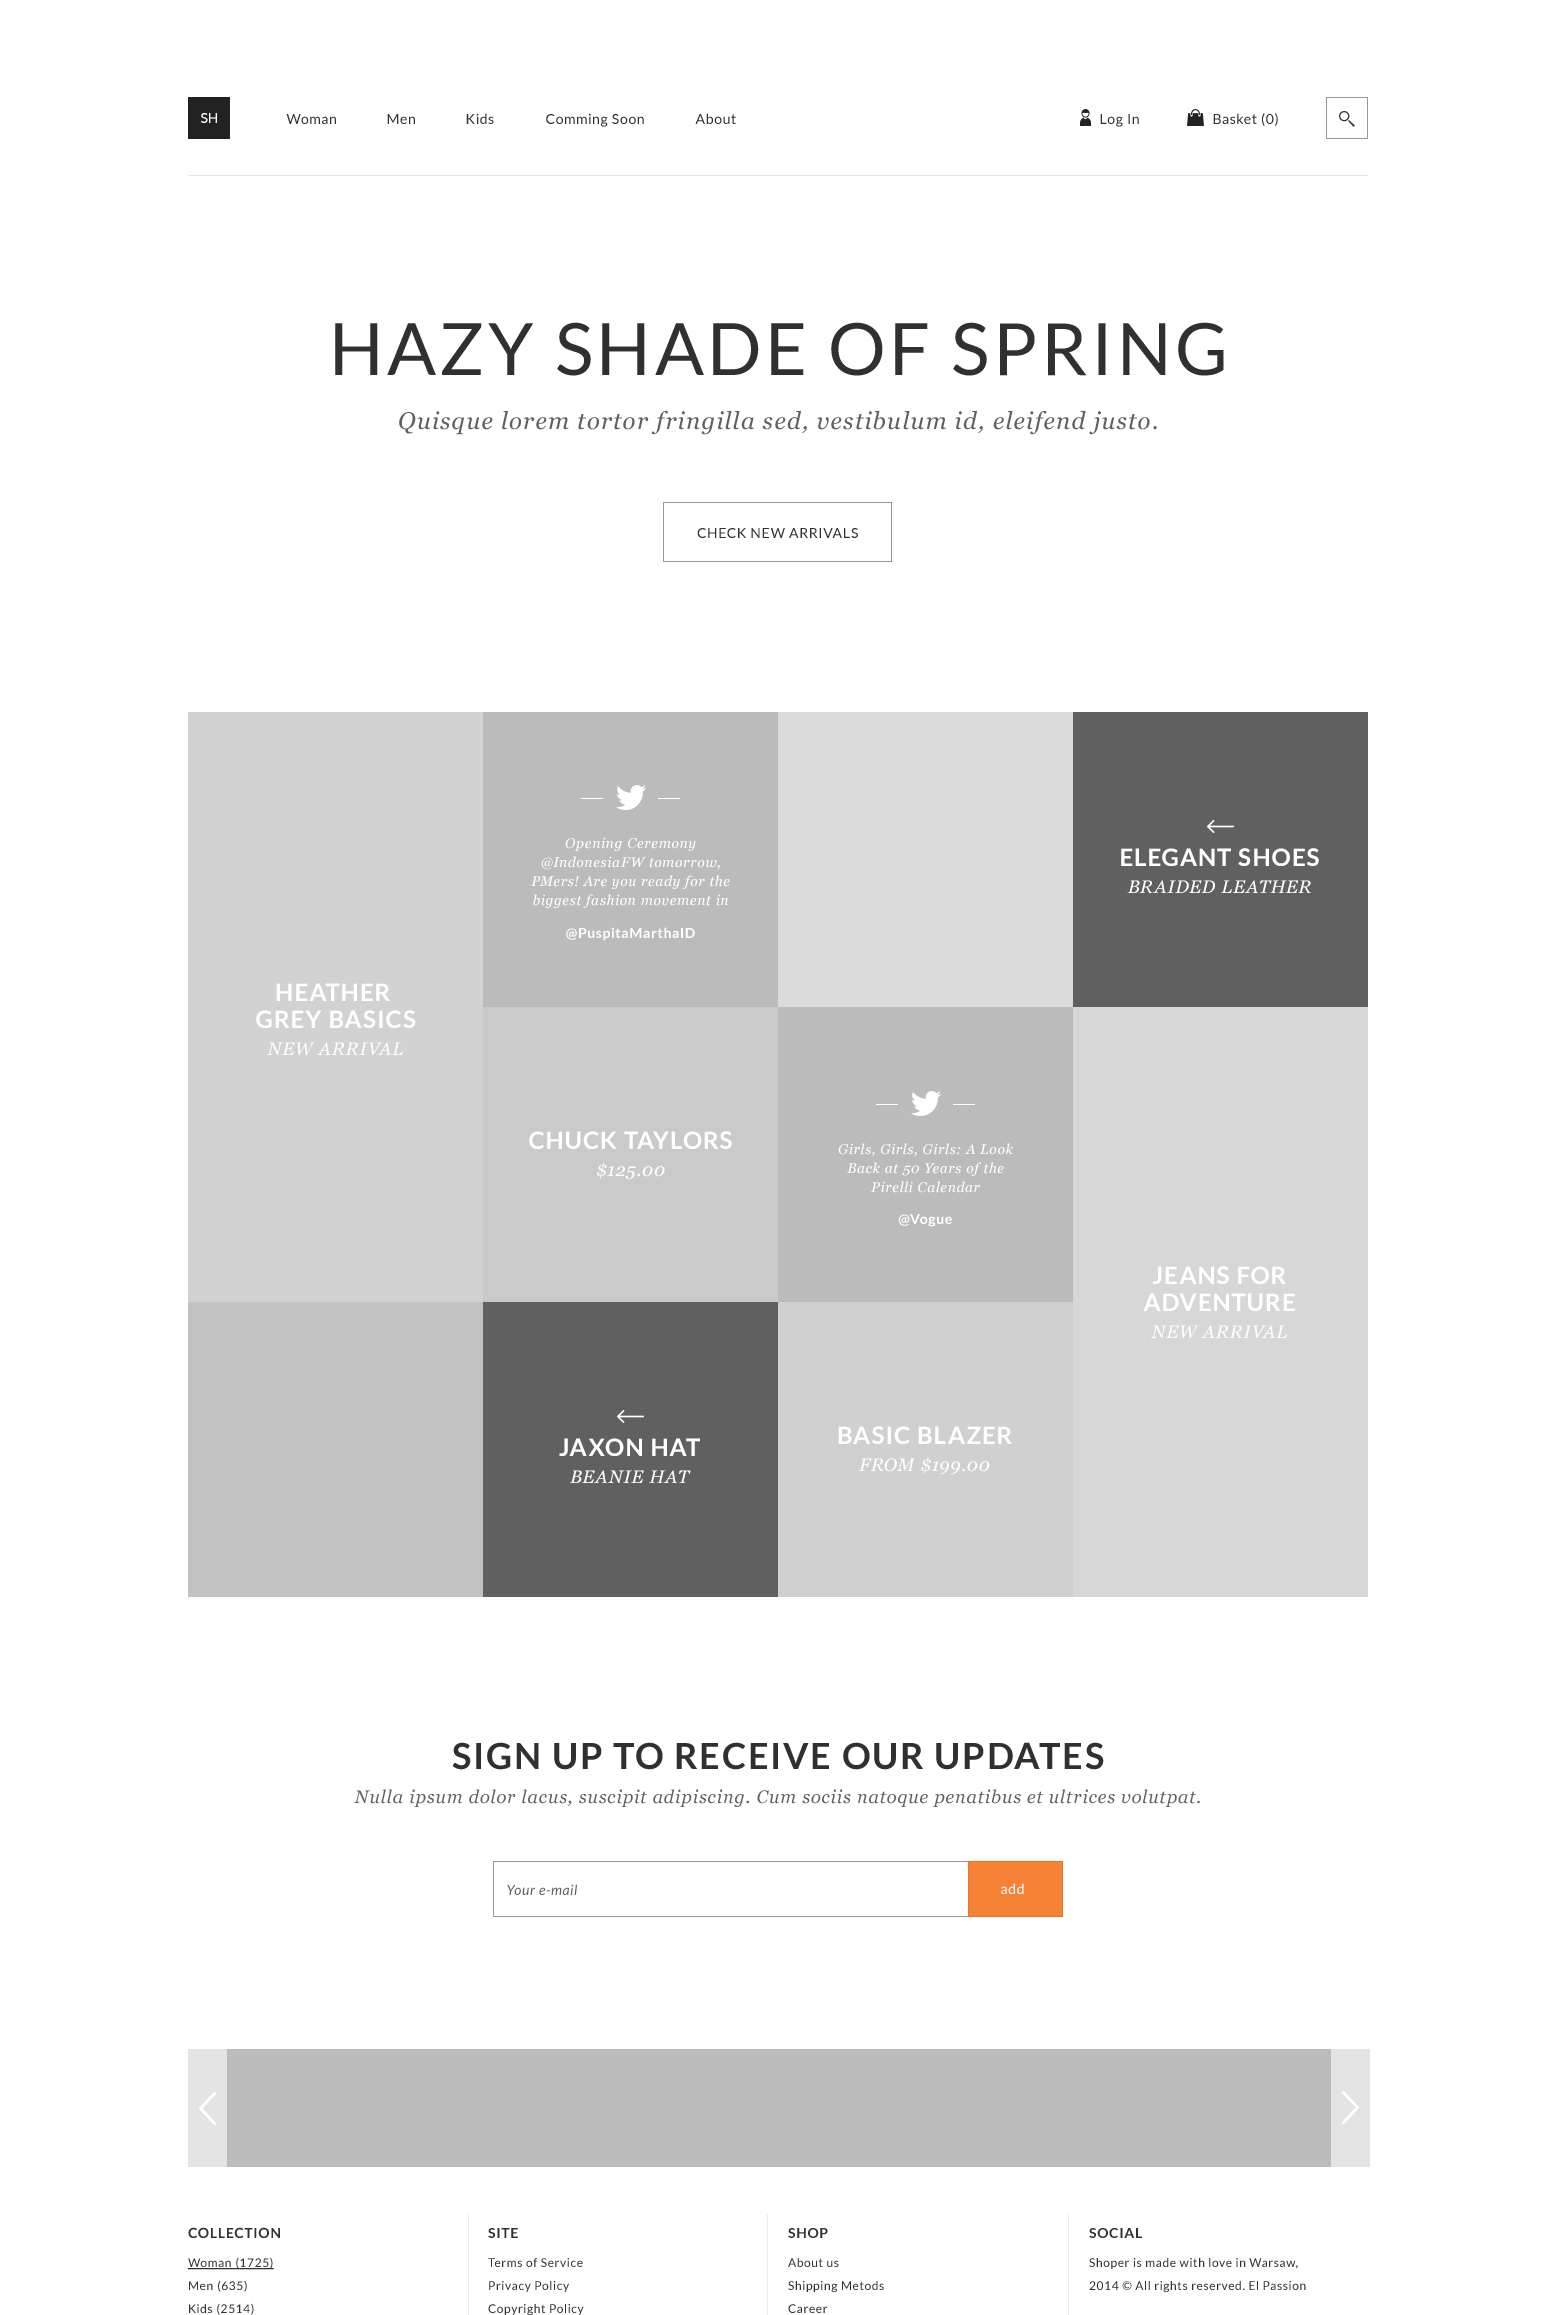 SH
Woman
Men
Kids
Comming Soon
About
Log In
Basket (0)
HAZY SHADE OF SPRING
Quisque lorem tortor fringilla sed, vestibulum id, eleifend justo.
CHECK NEW ARRIVALS
HEATHER
GREY BASICS
NEW ARRIVAL
Opening Ceremony
@IndonesiaFW tomorrow,
PMers! Are you ready for the
biggest fashion movement in
@PuspitaMarthaID
ELEGANT SHOES
BRAIDED LEATHER
CHUCK TAYLORS
$125.00
Girls, Girls, Girls: A Look
Back at 50 Years of the
Pirelli Calendar
@Vogue
JEANS FOR
ADVENTURE
NEW ARRIVAL
JAXON HAT
BEANIE HAT
BASIC BLAZER
FROM $199.00
SIGN UP TO RECEIVE OUR UPDATES
Nulla ipsum dolor lacus, suscipit adipiscing. Cum sociis natoque penatibus et ultrices volutpat.
Your e-mail
add
COLLECTION
Woman (1725)
Men (635)
Kids (2514)
SITE
Terms of Service
Privacy Policy
Copyright Policy
SHOP
About us
Shipping Metods
Career
SOCIAL
Shoper is made with love in Warsaw,
2014 © All rights reserved. El Passion